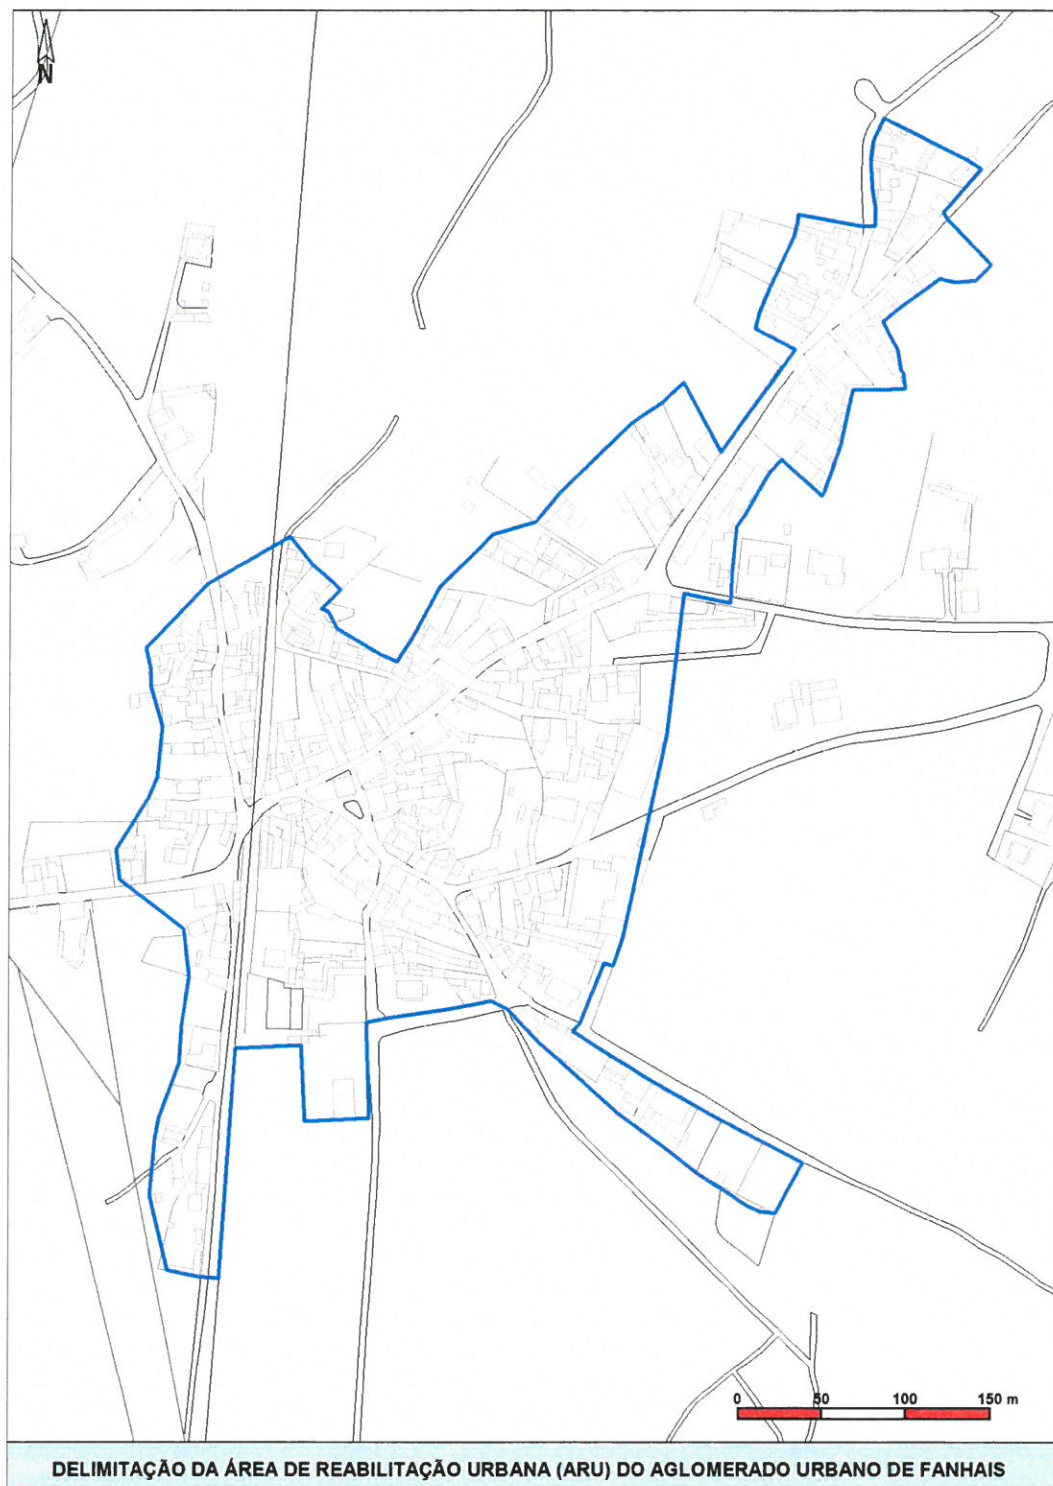 N
0 50 100 150 m
DELIMITAÇÃO DA ÁREA DE REABILITAÇÃO URBANA (ARU) DO AGLOMERADO URBANO DE FANHAIS